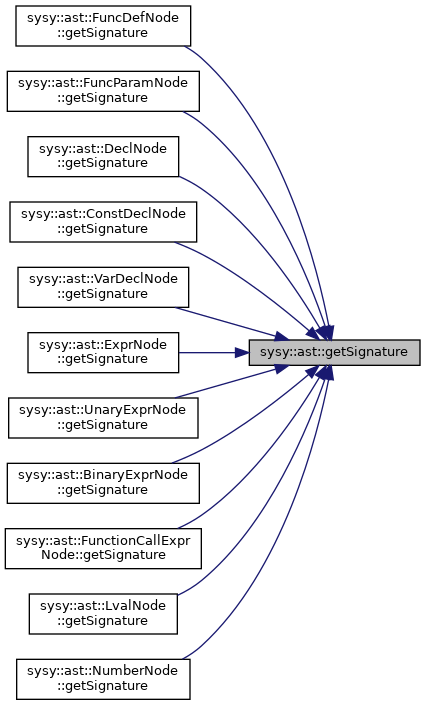 sysy::ast::FuncDefNode
::getSignature
sysy::ast::FuncParamNode
::getSignature
sysy::ast::DeclNode
::getSignature
sysy::ast::ConstDeclNode
::getSignature
sysy::ast::VarDeclNode
::getSignature
sysy::ast::ExprNode
::getSignature
sysy::ast::getSignature
sysy::ast::UnaryExprNode
::getSignature
sysy::ast::BinaryExprNode
::getSignature
sysy::ast::FunctionCallExpr
Node::getSignature
sysy::ast::LvalNode
::getSignature
sysy::ast::NumberNode
::getSignature